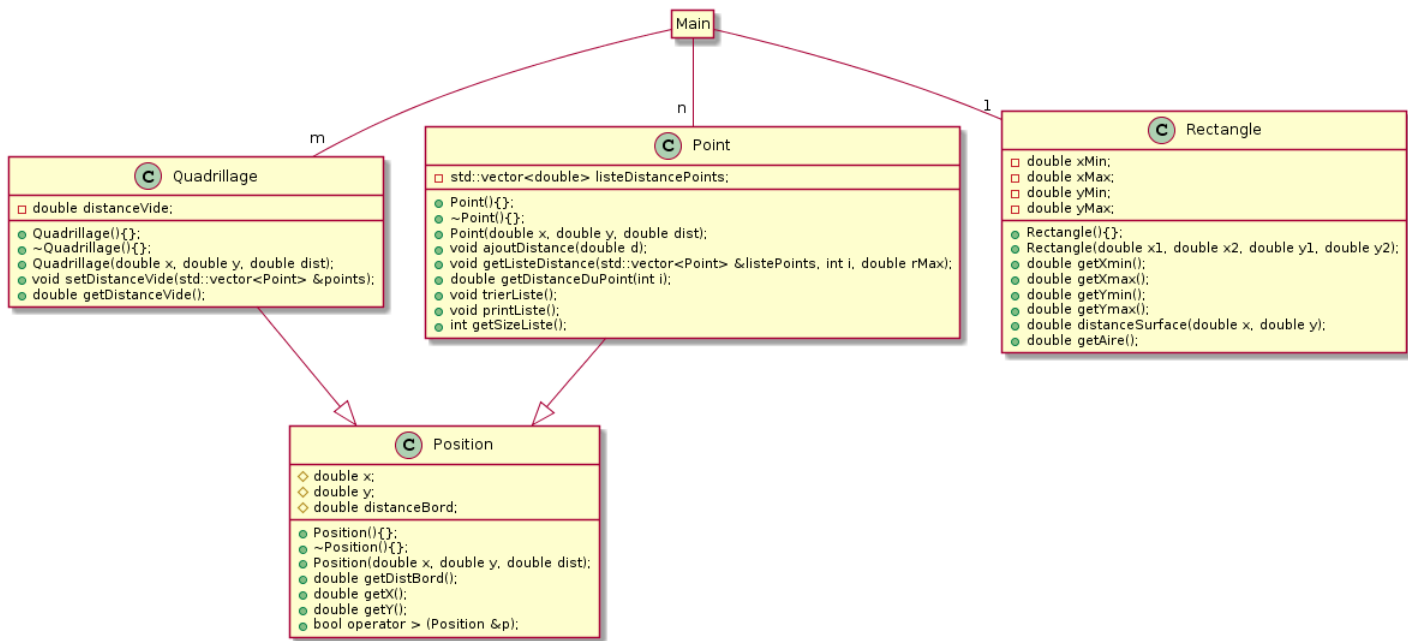 Main
m
n
1
C Quadrillage
double distanceVide;
Quadrillage(){};
~Quadrillage(){};
Quadrillage(double x, double y, double dist);
void setDistanceVide(std::vector<Point> &points);
double getDistanceVide();
C Point
std::vector<double> listeDistancePoints;
Point(){};
~Point(){};
Point(double x, double y, double dist);
void ajoutDistance(double d);
void getListeDistance(std::vector<Point> &listePoints, int i, double rMax);
double getDistanceDuPoint(int i);
void trierListe();
void printListe();
int getSizeListe();
C Rectangle
double xMin;
double xMax;
double yMin;
double yMax;
Rectangle(){};
Rectangle(double x1, double x2, double y1, double y2);
double getXmin();
double getXmax();
double getYmin();
double getYmax();
double distanceSurface(double x, double y);
double getAire();
C Position
double x;
double y;
double distanceBord;
Position(){};
~Position(){};
Position(double x, double y, double dist);
double getDistBord();
double getX();
double getY();
bool operator > (Position &p);